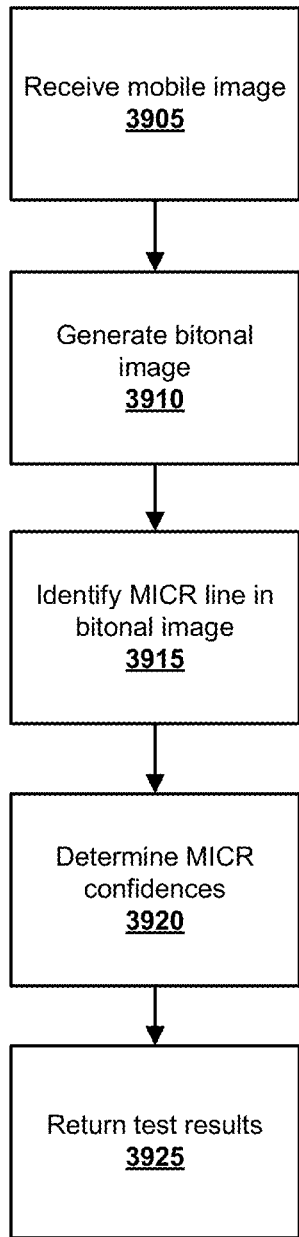 Receive mobile image
3905
Generate bitonal
image
3910
Identify MICR line in
bitonal image
3915
Determine MICR
confidences
3920
Return test results
3925